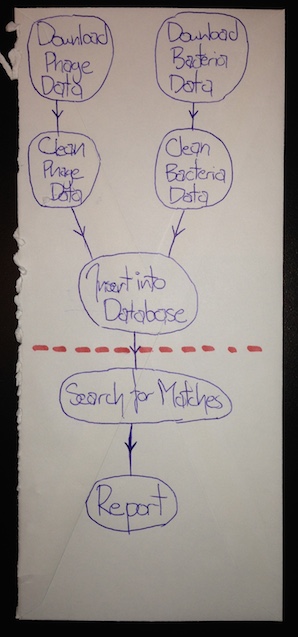 Download
Phage
Data
Download
Bacteria
Data
Clean
Phage
Data
Clean
Bacteria
Data
Insert into
Database
Search for Matches
Report